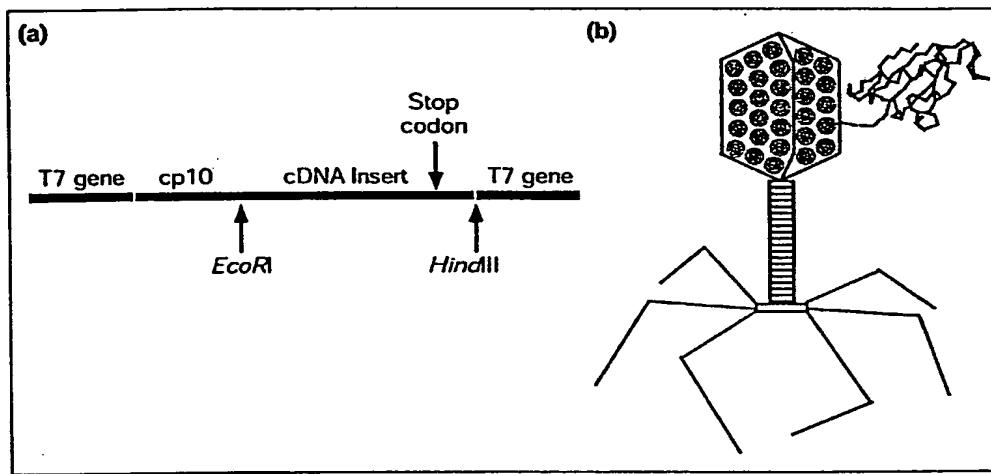 (a)
(b)
Stop
codon
T7 gene cp10 cDNA Insert T7 gene
EcoRI HindIII